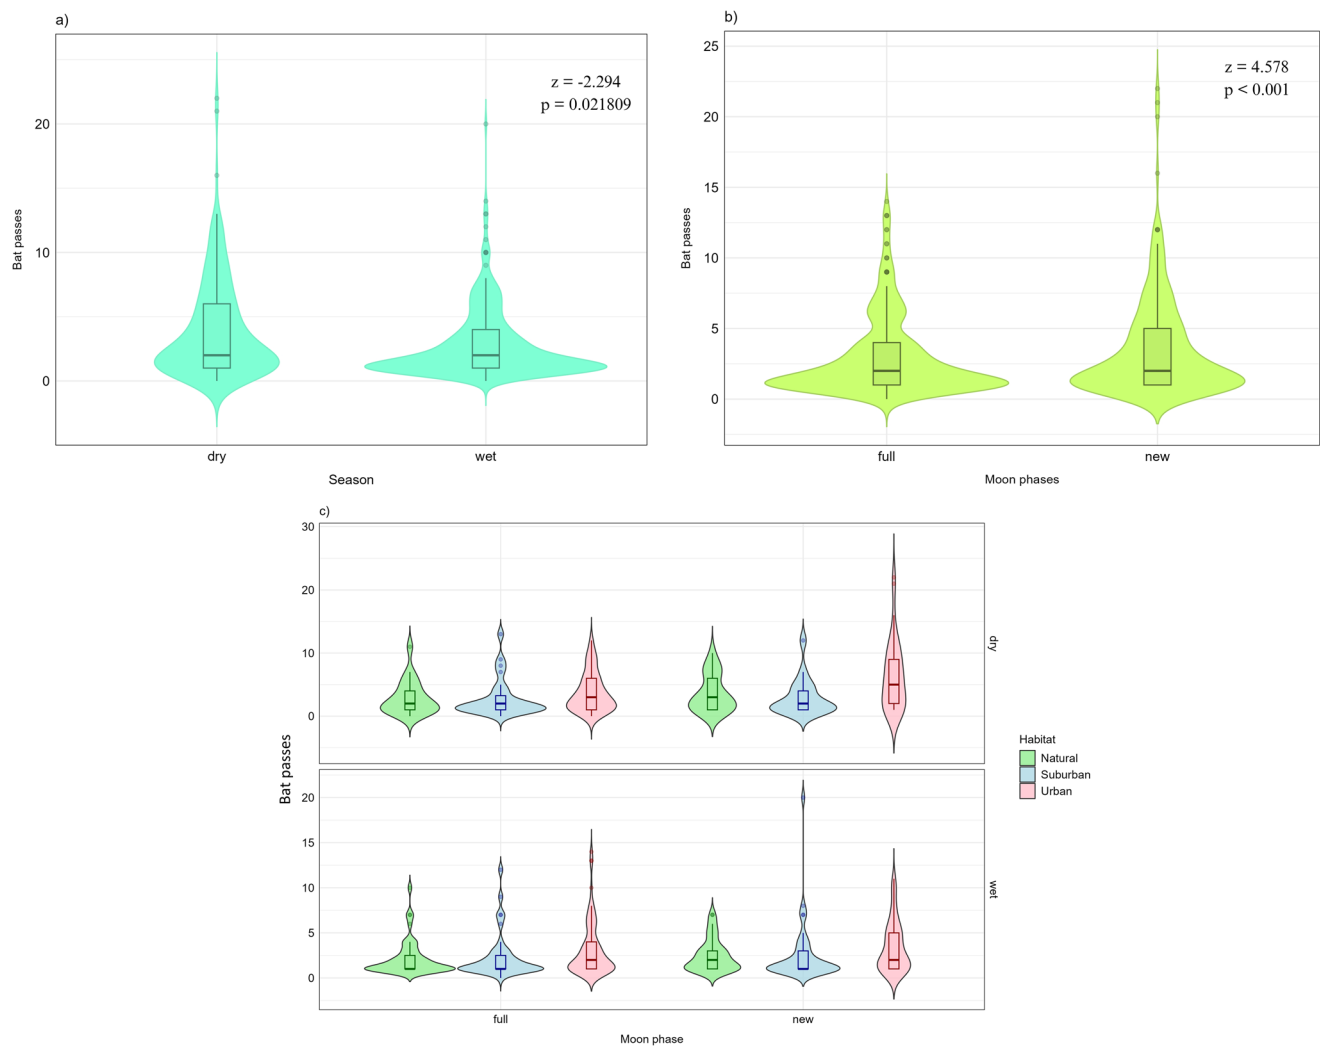 a)
z = -2.294
p = 0.021809
20
10
0
Bat passes
dry
wet
Season
b)
z = 4.578
p < 0.001
25
20
15
10
5
0
Bat passes
full
new
Moon phases
c)
30
20
10
0
dry
20
15
10
5
0
wet
Bat passes
full
new
Moon phase
Habitat
Natural
Suburban
Urban